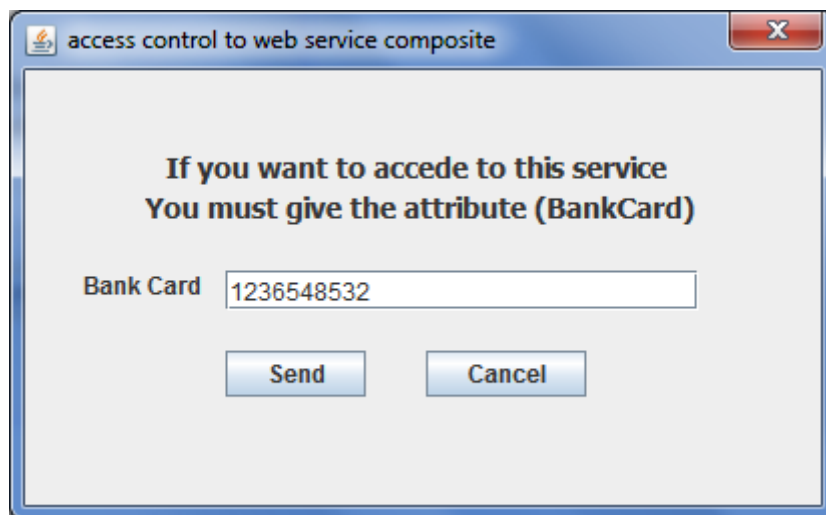 access control to web service composite
If you want to accede to this service
You must give the attribute (BankCard)
Bank Card 1236548532
Send Cancel